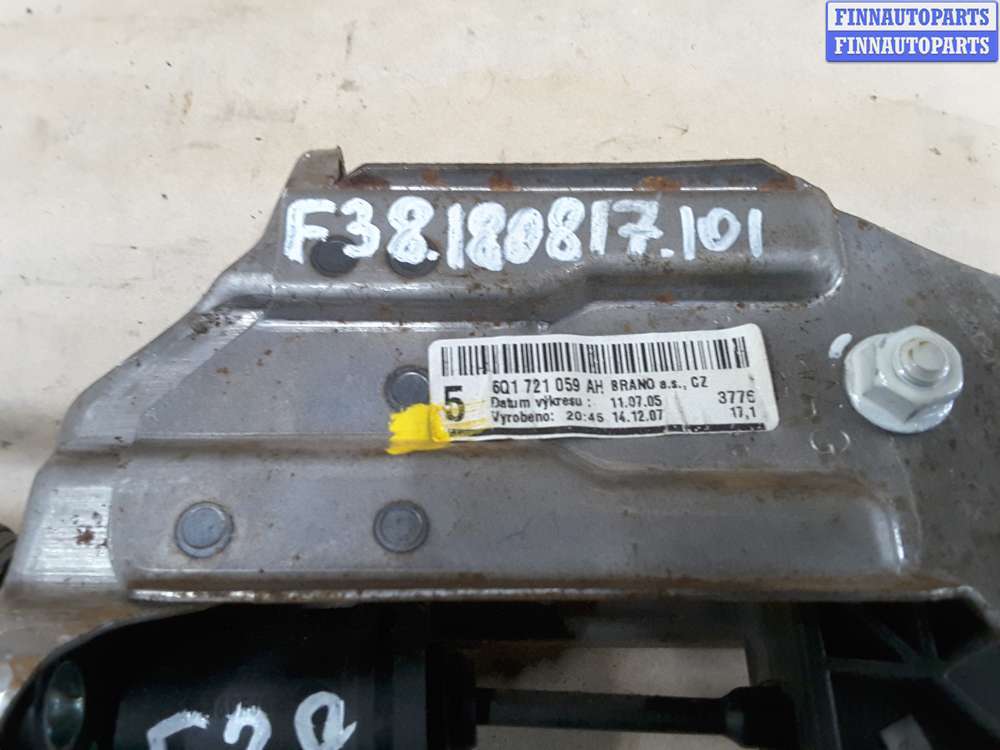 FINNAUTOPARTS
FINNAUTOPARTS
F38.180817.101
5
6Q1 721 059 AH BRANO a.s., CZ
Datum výkresu : 11.07.05 3776
Vyrobeno: 20:46 14.12.07 17,1